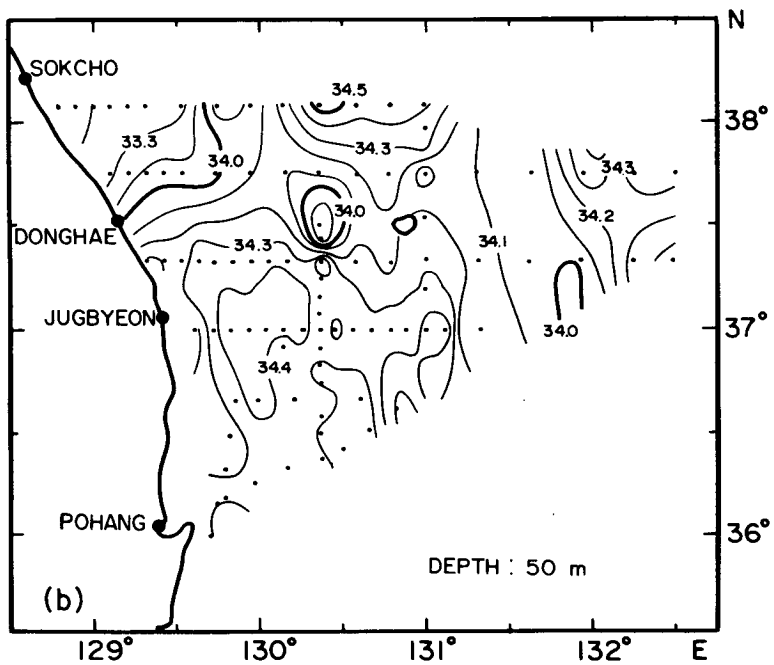 N
SOKCHO
34.5
38°
33.3
34.3
34.0
34.3
34.0
34.2
DONGHAE
34.3
34.1
JUGBYEON
34.0
37°
34.4
POHANG
36°
DEPTH : 50 m
(b)
129° 130° 131° 132° E